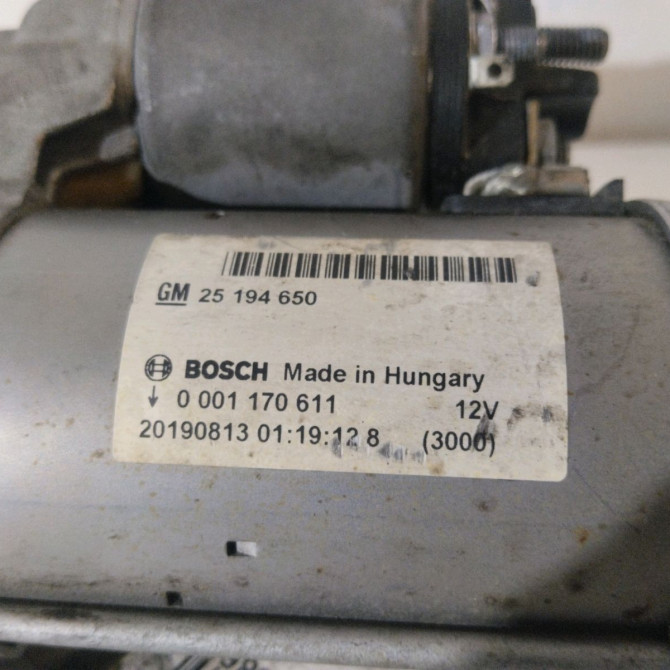 GM 25 194 650
BOSCH Made in Hungary
↓ 0 001 170 611 12V
20190813 01:19:12 8 (3000)